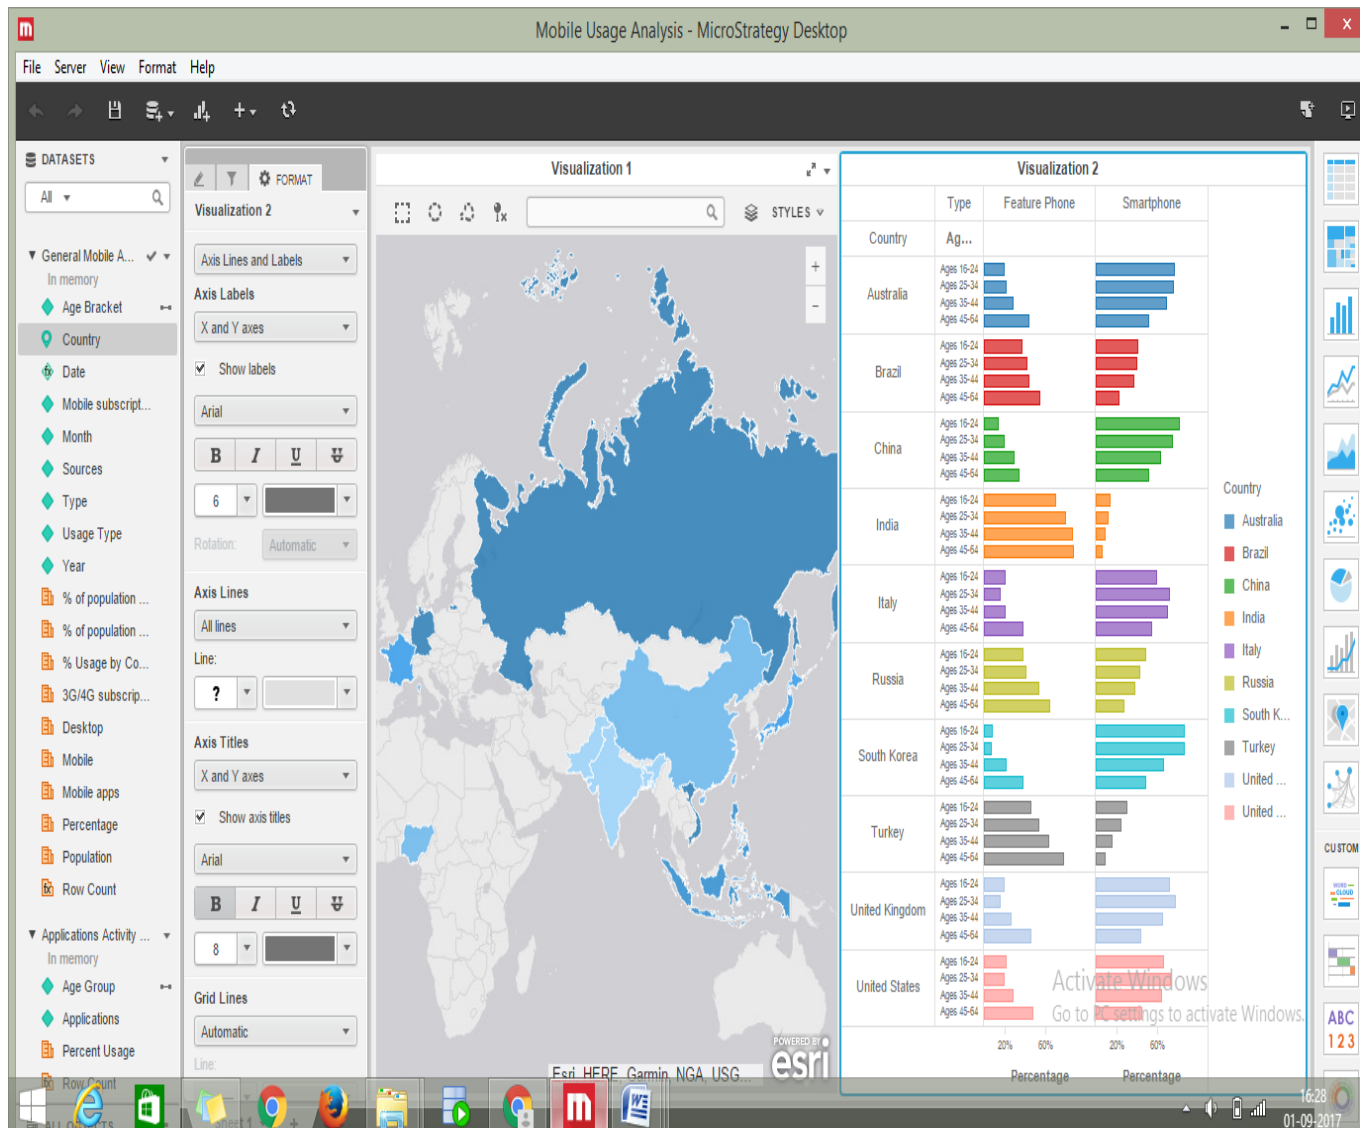 Mobile Usage Analysis - MicroStrategy Desktop
File Server View Format Help
DATASETS
All
General Mobile A...
In memory
Age Bracket
Country
Date
Mobile subscript...
Month
Sources
Type
Usage Type
Year
% of population ...
% of population ...
% Usage by Co...
3G/4G subscrip...
Desktop
Mobile
Mobile apps
Percentage
Population
Row Count
Applications Activity ...
In memory
Age Group
Applications
Percent Usage
Row Count
ALL OBJECTS
FORMAT
Visualization 2
Axis Lines and Labels
Axis Labels
X and Y axes
Show labels
Arial
B I U
6
Rotation: Automatic
Axis Lines
All lines
Line:
?
Axis Titles
X and Y axes
Show axis titles
Arial
B I U
8
Grid Lines
Automatic
Line:
Sheet 1
Visualization 1
STYLES
+
−
POWERED BY
esri
Esri, HERE, Garmin, NGA, USG...
Visualization 2
Type Feature Phone Smartphone
Country Ag...
Australia
Ages 16-24
Ages 25-34
Ages 35-44
Ages 45-64
Brazil
Ages 16-24
Ages 25-34
Ages 35-44
Ages 45-64
China
Ages 16-24
Ages 25-34
Ages 35-44
Ages 45-64
India
Ages 16-24
Ages 25-34
Ages 35-44
Ages 45-64
Italy
Ages 16-24
Ages 25-34
Ages 35-44
Ages 45-64
Russia
Ages 16-24
Ages 25-34
Ages 35-44
Ages 45-64
South Korea
Ages 16-24
Ages 25-34
Ages 35-44
Ages 45-64
Turkey
Ages 16-24
Ages 25-34
Ages 35-44
Ages 45-64
United Kingdom
Ages 16-24
Ages 25-34
Ages 35-44
Ages 45-64
United States
Ages 16-24
Ages 25-34
Ages 35-44
Ages 45-64
20% 60% 20% 60%
Percentage Percentage
Country
Australia
Brazil
China
India
Italy
Russia
South K...
Turkey
United ...
United ...
Activate Windows
Go to PC settings to activate Windows.
CUSTOM
WORD
CLOUD
ABC
123
16:28
01-09-2017